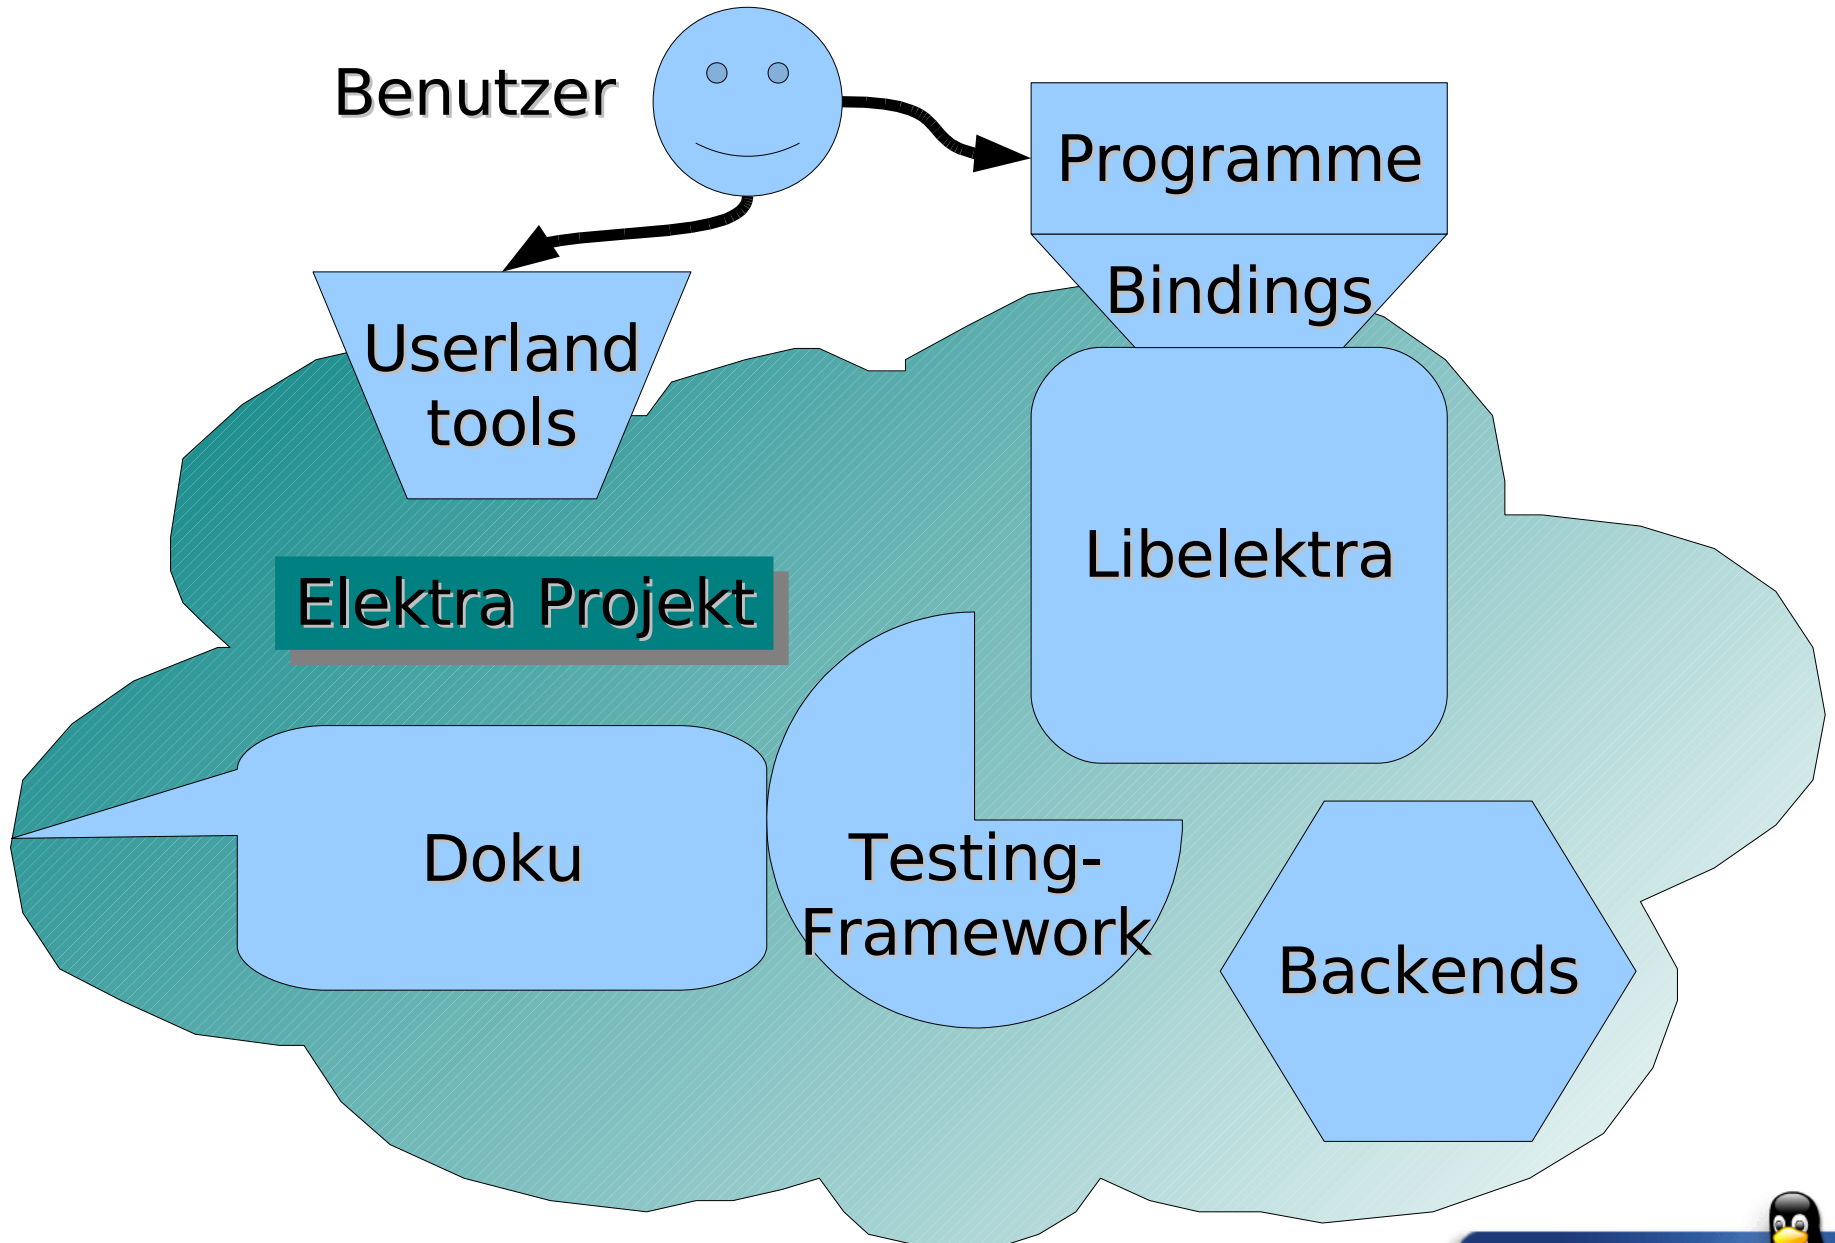 Benutzer
Programme
Bindings
Userland
tools
Libelektra
Elektra Projekt
Doku
Testing-
Framework
Backends